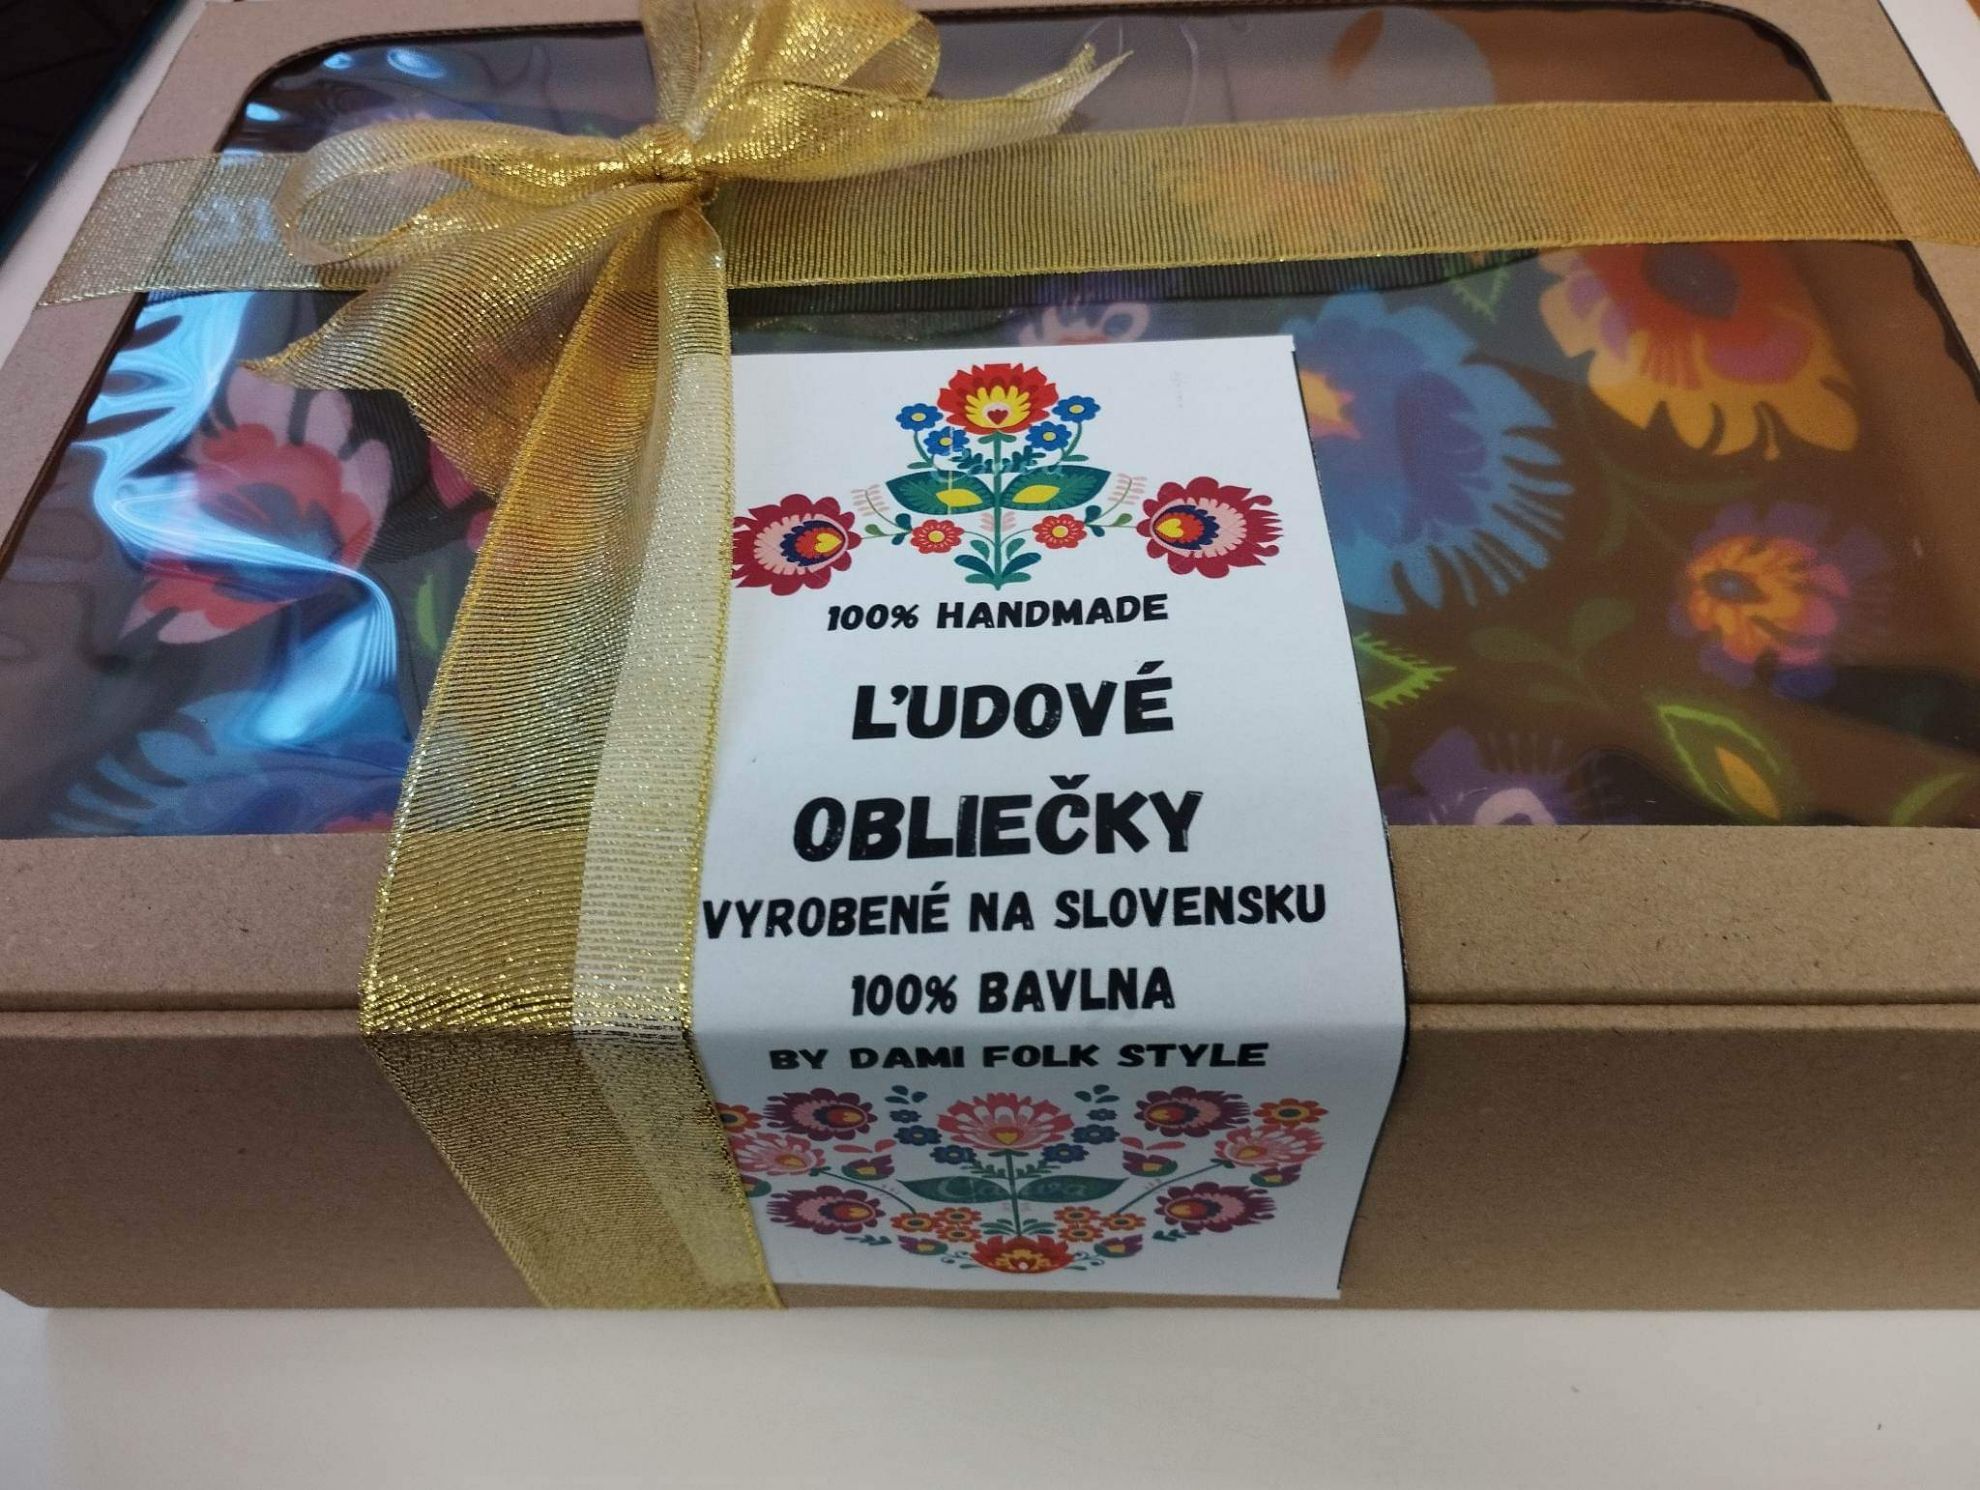 100% HANDMADE
ĽUDOVÉ
OBLIEČKY
VYROBENÉ NA SLOVENSKU
100% BAVLNA
BY DAMI FOLK STYLE